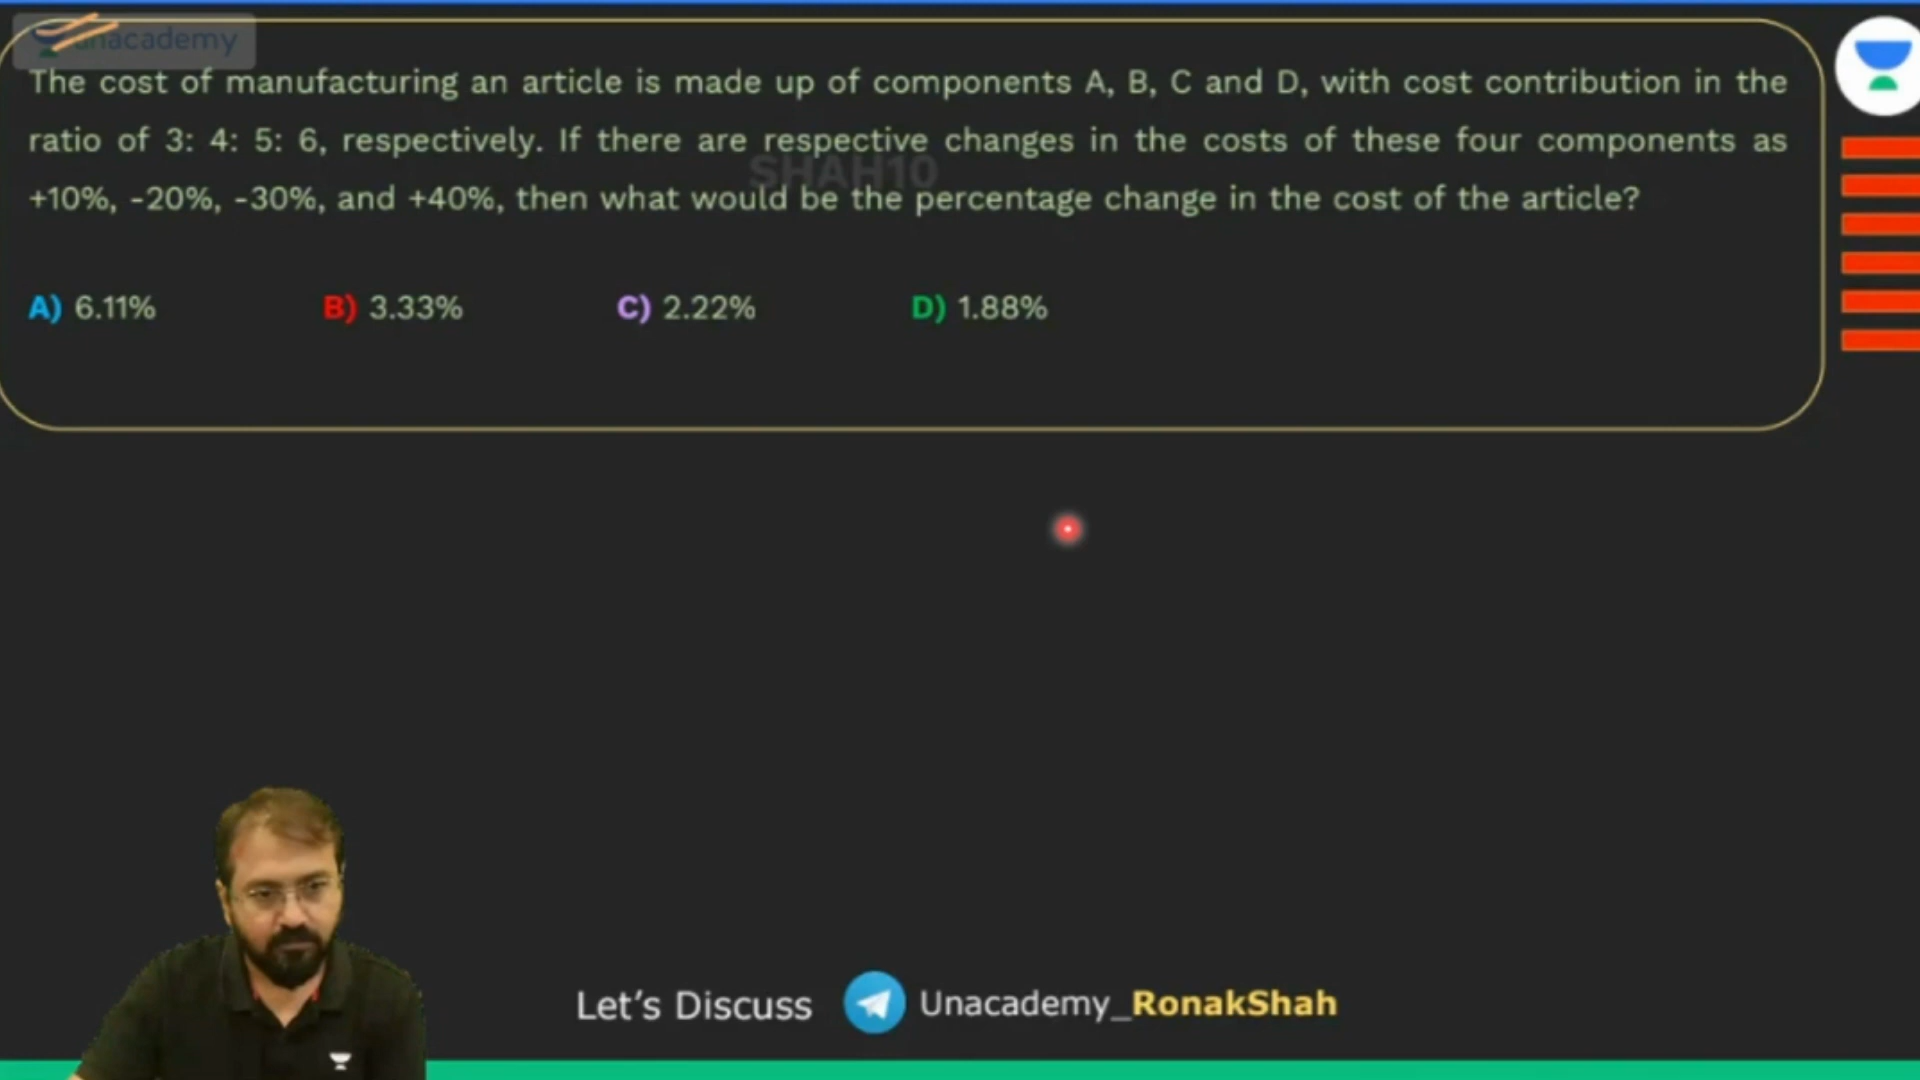 unacademy
The cost of manufacturing an article is made up of components A, B, C and D, with cost contribution in the
ratio of 3: 4: 5: 6, respectively. If there are respective changes in the costs of these four components as
SHAH10
+10%, -20%, -30%, and +40%, then what would be the percentage change in the cost of the article?
A) 6.11% B) 3.33% C) 2.22% D) 1.88%
Let's Discuss Unacademy_RonakShah